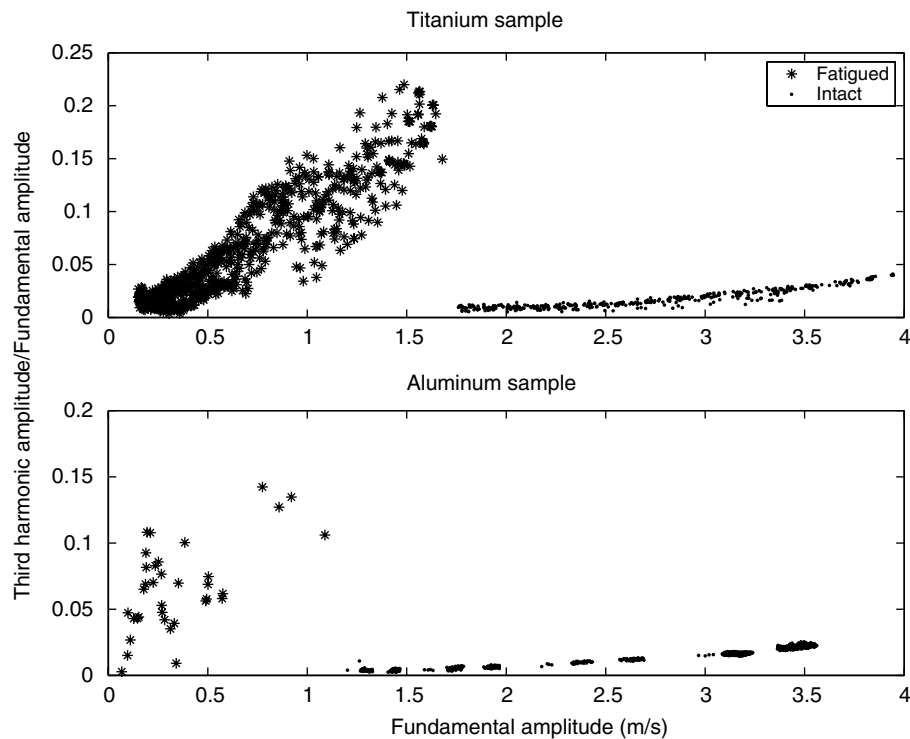 Titanium sample
0.25
0.2
0.15
0.1
0.05
0
0 0.5 1 1.5 2 2.5 3 3.5 4
Fatigued
Intact
Third harmonic amplitude/Fundamental amplitude
Aluminum sample
0.2
0.15
0.1
0.05
0
0 0.5 1 1.5 2 2.5 3 3.5 4
Fundamental amplitude (m/s)